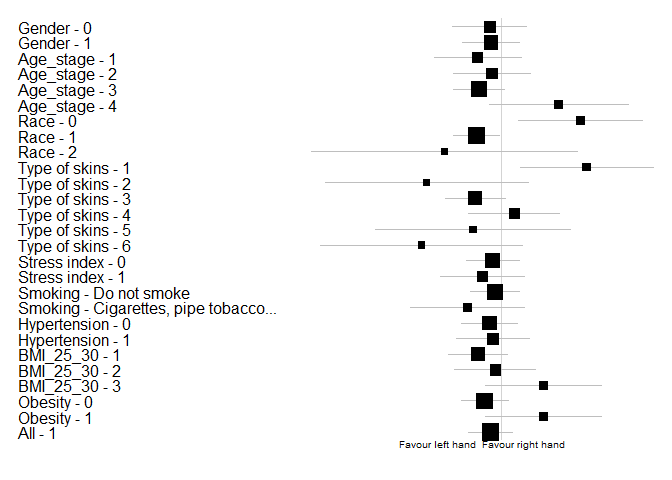 Gender - 0
Gender - 1
Age_stage - 1
Age_stage - 2
Age_stage - 3
Age_stage - 4
Race - 0
Race - 1
Race - 2
Type of skins - 1
Type of skins - 2
Type of skins - 3
Type of skins - 4
Type of skins - 5
Type of skins - 6
Stress index - 0
Stress index - 1
Smoking - Do not smoke
Smoking - Cigarettes, pipe tobacco...
Hypertension - 0
Hypertension - 1
BMI_25_30 - 1
BMI_25_30 - 2
BMI_25_30 - 3
Obesity - 0
Obesity - 1
All - 1
Favour left hand Favour right hand